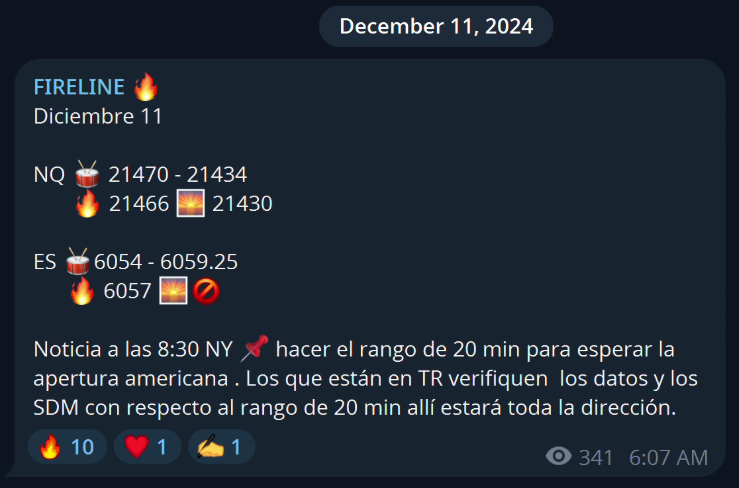 December 11, 2024
FIRELINE 🔥
Diciembre 11
NQ 🥁 21470 - 21434
🔥 21466 🌅 21430
ES 🥁 6054 - 6059.25
🔥 6057 🌅 🚫
Noticia a las 8:30 NY 📌 hacer el rango de 20 min para esperar la
apertura americana . Los que están en TR verifiquen los datos y los
SDM con respecto al rango de 20 min allí estará toda la dirección.
🔥 10 ❤️ 1 ✍️ 1
341 6:07 AM